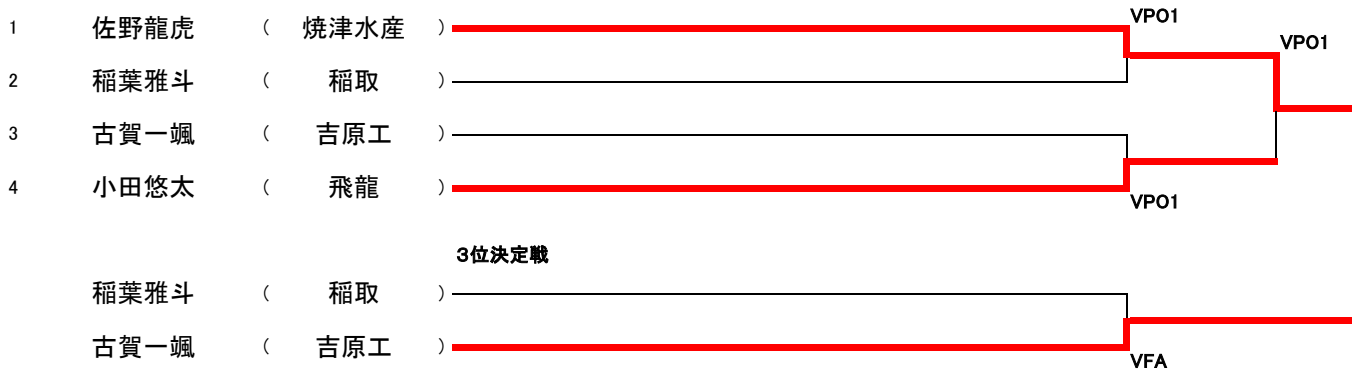 VPO1
1 佐野龍虎 ( 焼津水産 )
VPO1
2 稲葉雅斗 ( 稲取 )
3 古賀一颯 ( 吉原工 )
4 小田悠太 ( 飛龍 )
VPO1
3位決定戦
稲葉雅斗 ( 稲取 )
古賀一颯 ( 吉原工 )
VFA